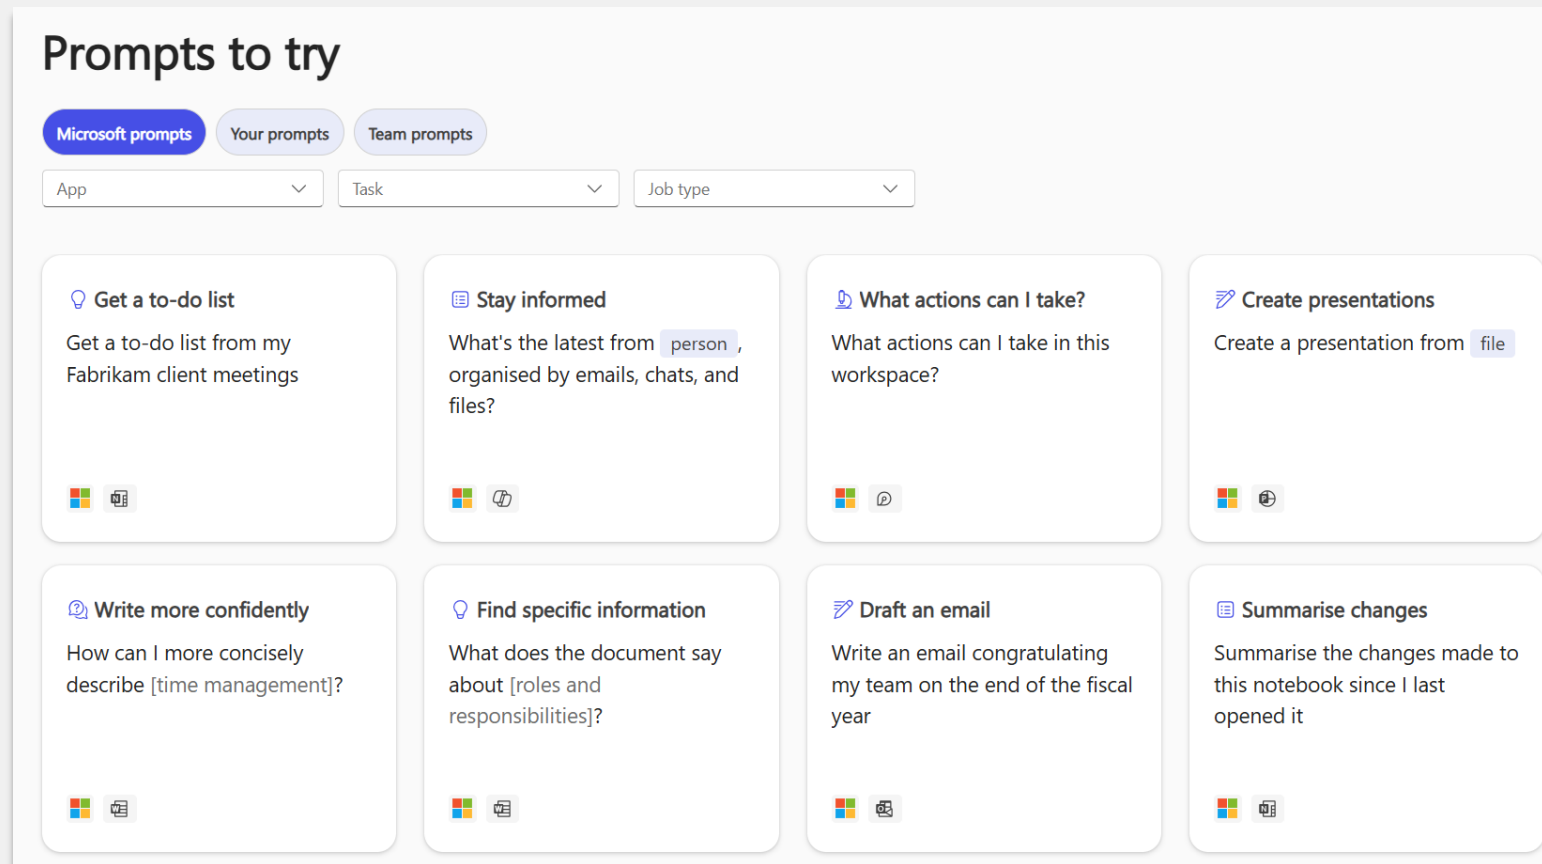 Prompts to try
Microsoft prompts
Your prompts
Team prompts
App
Task
Job type
Get a to-do list
Get a to-do list from my
Fabrikam client meetings
Stay informed
What's the latest from person,
organised by emails, chats, and
files?
What actions can I take?
What actions can I take in this
workspace?
Create presentations
Create a presentation from file
Write more confidently
How can I more concisely
describe [time management]?
Find specific information
What does the document say
about [roles and
responsibilities]?
Draft an email
Write an email congratulating
my team on the end of the fiscal
year
Summarise changes
Summarise the changes made to
this notebook since I last
opened it